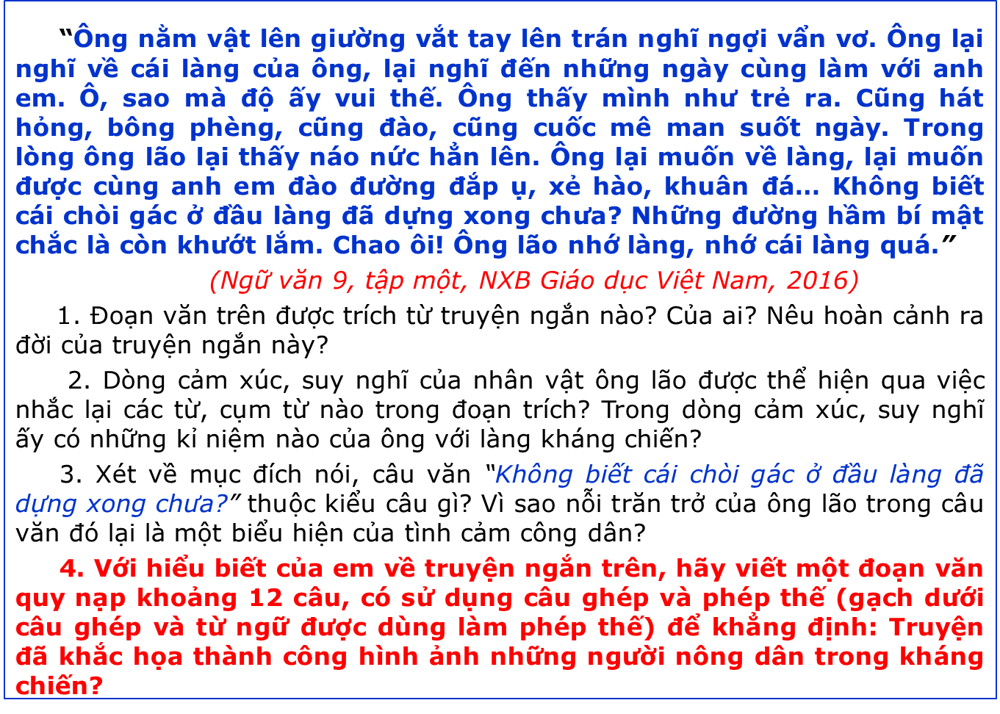 “Ông nằm vật lên giường vắt tay lên trán nghĩ ngợi vẩn vơ. Ông lại
nghĩ về cái làng của ông, lại nghĩ đến những ngày cùng làm với anh
em. Ô, sao mà độ ấy vui thế. Ông thấy mình như trẻ ra. Cũng hát
hỏng, bông phèng, cũng đào, cũng cuốc mê man suốt ngày. Trong
lòng ông lão lại thấy náo nức hẳn lên. Ông lại muốn về làng, lại muốn
được cùng anh em đào đường đắp ụ, xẻ hào, khuân đá... Không biết
cái chòi gác ở đầu làng đã dựng xong chưa? Những đường hầm bí mật
chắc là còn khướt lắm. Chao ôi! Ông lão nhớ làng, nhớ cái làng quá.”
(Ngữ văn 9, tập một, NXB Giáo dục Việt Nam, 2016)
1. Đoạn văn trên được trích từ truyện ngắn nào? Của ai? Nêu hoàn cảnh ra
đời của truyện ngắn này?
2. Dòng cảm xúc, suy nghĩ của nhân vật ông lão được thể hiện qua việc
nhắc lại các từ, cụm từ nào trong đoạn trích? Trong dòng cảm xúc, suy nghĩ
ấy có những kỉ niệm nào của ông với làng kháng chiến?
3. Xét về mục đích nói, câu văn “Không biết cái chòi gác ở đầu làng đã
dựng xong chưa?” thuộc kiểu câu gì? Vì sao nỗi trăn trở của ông lão trong câu
văn đó lại là một biểu hiện của tình cảm công dân?
4. Với hiểu biết của em về truyện ngắn trên, hãy viết một đoạn văn
quy nạp khoảng 12 câu, có sử dụng câu ghép và phép thế (gạch dưới
câu ghép và từ ngữ được dùng làm phép thế) để khẳng định: Truyện
đã khắc họa thành công hình ảnh những người nông dân trong kháng
chiến?